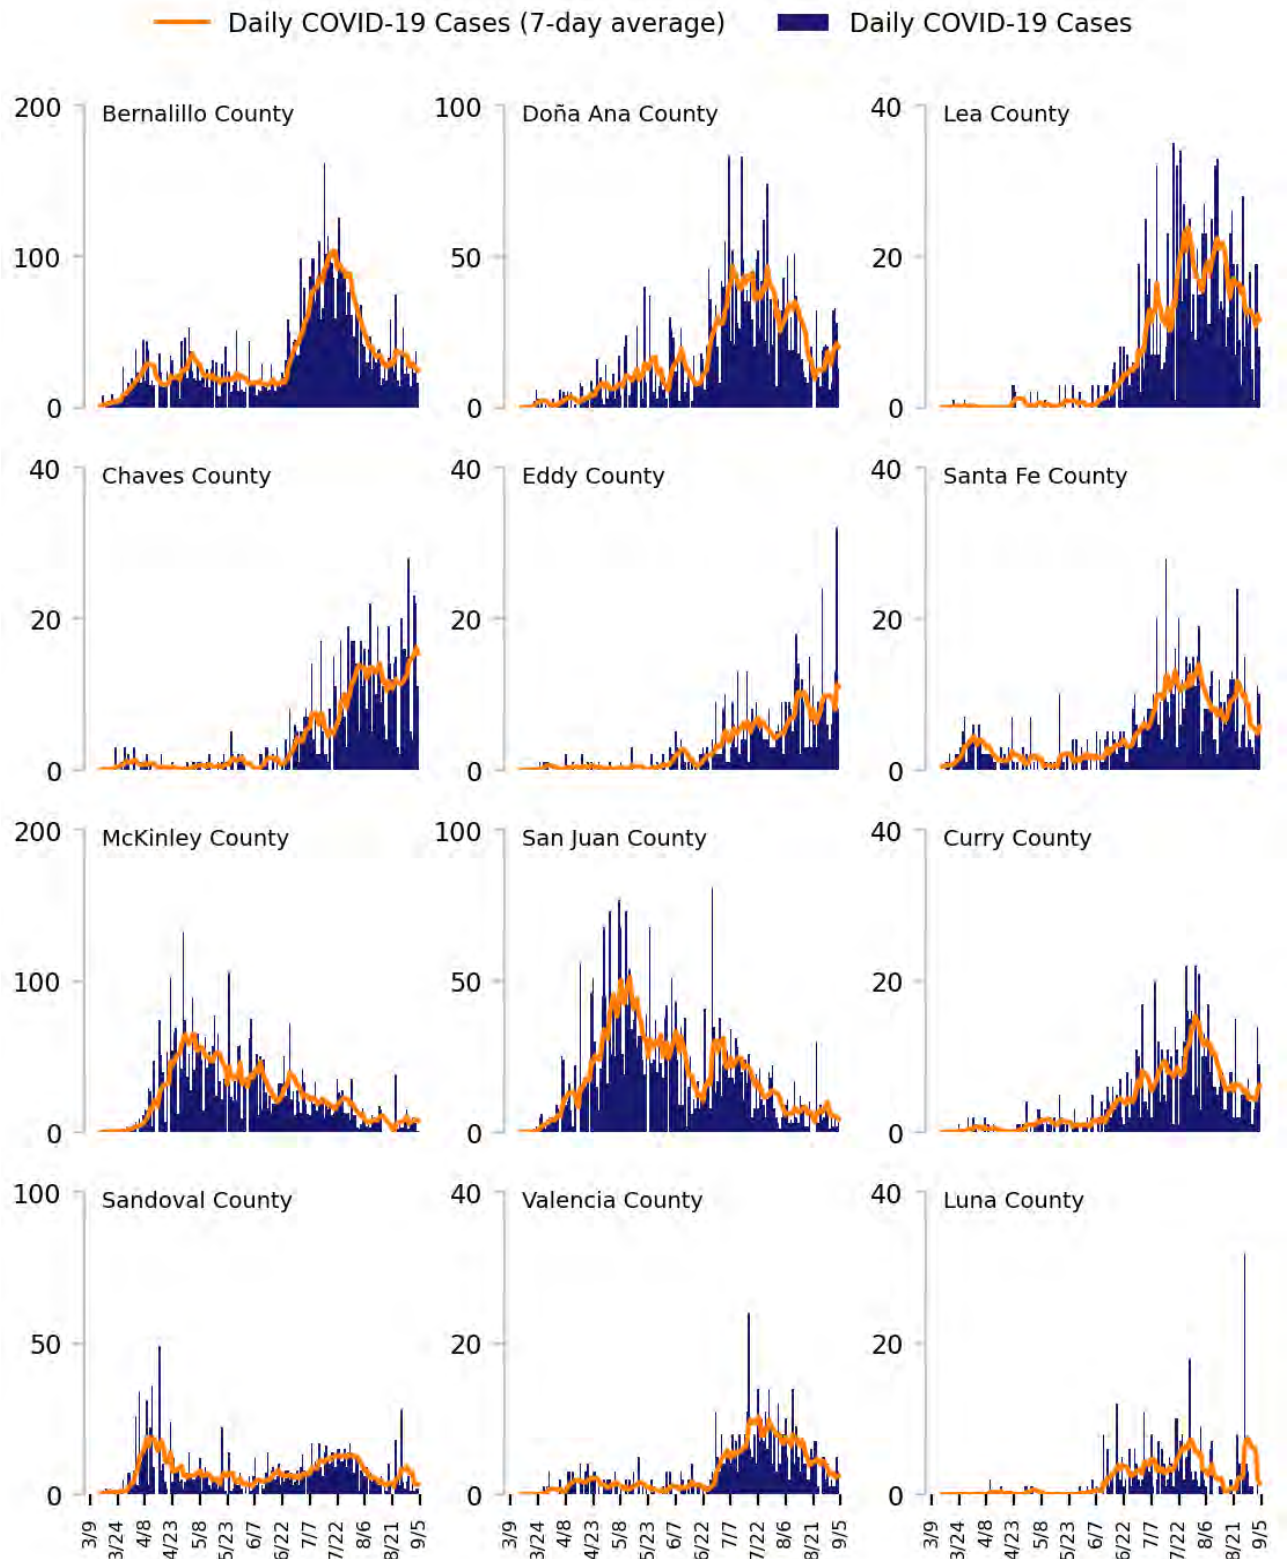 Daily COVID-19 Cases (7-day average) Daily COVID-19 Cases
200 Bernalillo County 100 Doña Ana County 40 Lea County
100 50 20
0 0 0
40 Chaves County 40 Eddy County 40 Santa Fe County
20 20 20
0 0 0
200 McKinley County 100 San Juan County 40 Curry County
100 50 20
0 0 0
100 Sandoval County 40 Valencia County 40 Luna County
50 20 20
0 0 0
3/9 3/24 4/8 4/23 5/8 5/23 6/7 6/22 7/7 7/22 8/6 8/21 9/5 3/9 3/24 4/8 4/23 5/8 5/23 6/7 6/22 7/7 7/22 8/6 8/21 9/5 3/9 3/24 4/8 4/23 5/8 5/23 6/7 6/22 7/7 7/22 8/6 8/21 9/5